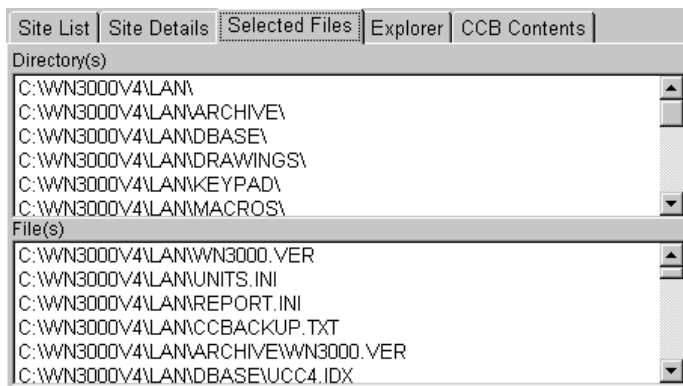 Site List Site Details Selected Files Explorer CCB Contents
Directory(s)
C:\WN3000V4\LAN\
C:\WN3000V4\LAN\ARCHIVE\
C:\WN3000V4\LAN\DBASE\
C:\WN3000V4\LAN\DRAWINGS\
C:\WN3000V4\LAN\KEYPAD\
C:\WN3000V4\LAN\MACROS\
File(s)
C:\WN3000V4\LAN\WN3000.VER
C:\WN3000V4\LAN\UNITS.INI
C:\WN3000V4\LAN\REPORT.INI
C:\WN3000V4\LAN\CCBACKUP.TXT
C:\WN3000V4\LAN\ARCHIVE\WN3000.VER
C:\WN3000V4\LAN\DBASE\UCC4.IDX